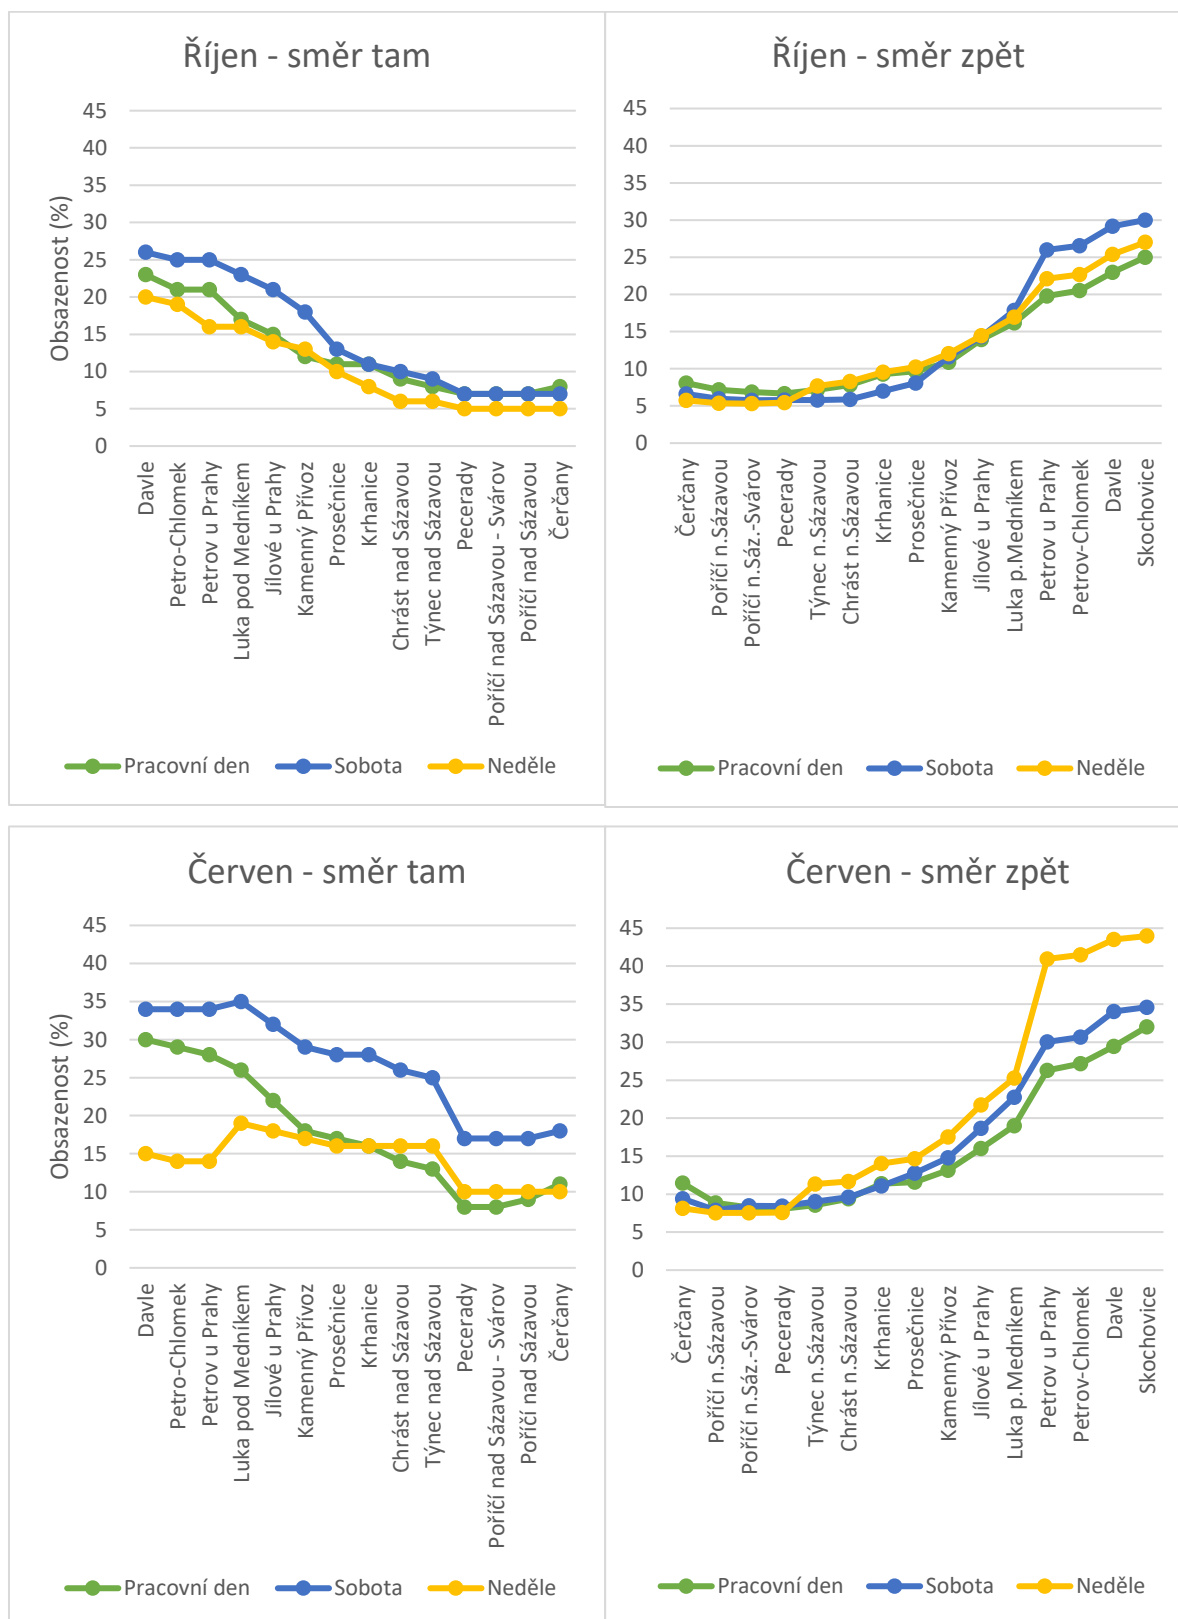 Říjen - směr tam
45
40
35
30
25
20
15
10
5
0
Obsazenost (%)
Davle
Petro-Chlomek
Petrov u Prahy
Luka pod Medníkem
Jílové u Prahy
Kamenný Přívoz
Prosečnice
Krhanice
Chrást nad Sázavou
Týnec nad Sázavou
Pecerady
Poříčí nad Sázavou - Svárov
Poříčí nad Sázavou
Čerčany
Pracovní den Sobota Neděle
Říjen - směr zpět
45
40
35
30
25
20
15
10
5
0
Čerčany
Poříčí n.Sázavou
Poříčí n.Sáz.-Svárov
Pecerady
Týnec n.Sázavou
Chrást n.Sázavou
Krhanice
Prosečnice
Kamenný Přívoz
Jílové u Prahy
Luka p.Medníkem
Petrov u Prahy
Petrov-Chlomek
Davle
Skochovice
Pracovní den Sobota Neděle
Červen - směr tam
45
40
35
30
25
20
15
10
5
0
Obsazenost (%)
Davle
Petro-Chlomek
Petrov u Prahy
Luka pod Medníkem
Jílové u Prahy
Kamenný Přívoz
Prosečnice
Krhanice
Chrást nad Sázavou
Týnec nad Sázavou
Pecerady
Poříčí nad Sázavou - Svárov
Poříčí nad Sázavou
Čerčany
Pracovní den Sobota Neděle
Červen - směr zpět
45
40
35
30
25
20
15
10
5
0
Čerčany
Poříčí n.Sázavou
Poříčí n.Sáz.-Svárov
Pecerady
Týnec n.Sázavou
Chrást n.Sázavou
Krhanice
Prosečnice
Kamenný Přívoz
Jílové u Prahy
Luka p.Medníkem
Petrov u Prahy
Petrov-Chlomek
Davle
Skochovice
Pracovní den Sobota Neděle